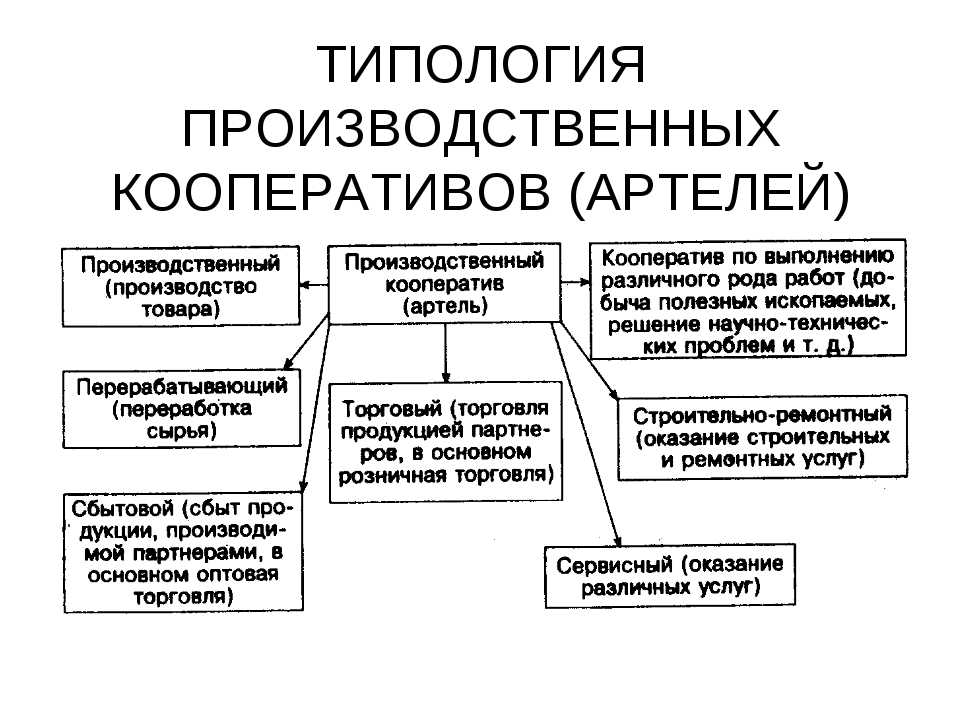 ТИПОЛОГИЯ
ПРОИЗВОДСТВЕННЫХ
КООПЕРАТИВОВ (АРТЕЛЕЙ)
Производственный
(производство
товара)
Производственный
кооператив
(артель)
Кооператив по выполнению
различного рода работ (до-
быча полезных ископаемых,
решение научно-техничес-
ких проблем и т. д.)
Перерабатывающий
(переработка
сырья)
Торговый (торговля
продукцией партне-
ров, в основном
розничная торговля)
Строительно-ремонтный
(оказание строительных
и ремонтных услуг)
Сбытовой (сбыт про-
дукции, производи-
мой партнерами, в
основном оптовая
торговля)
Сервисный (оказание
различных услуг)